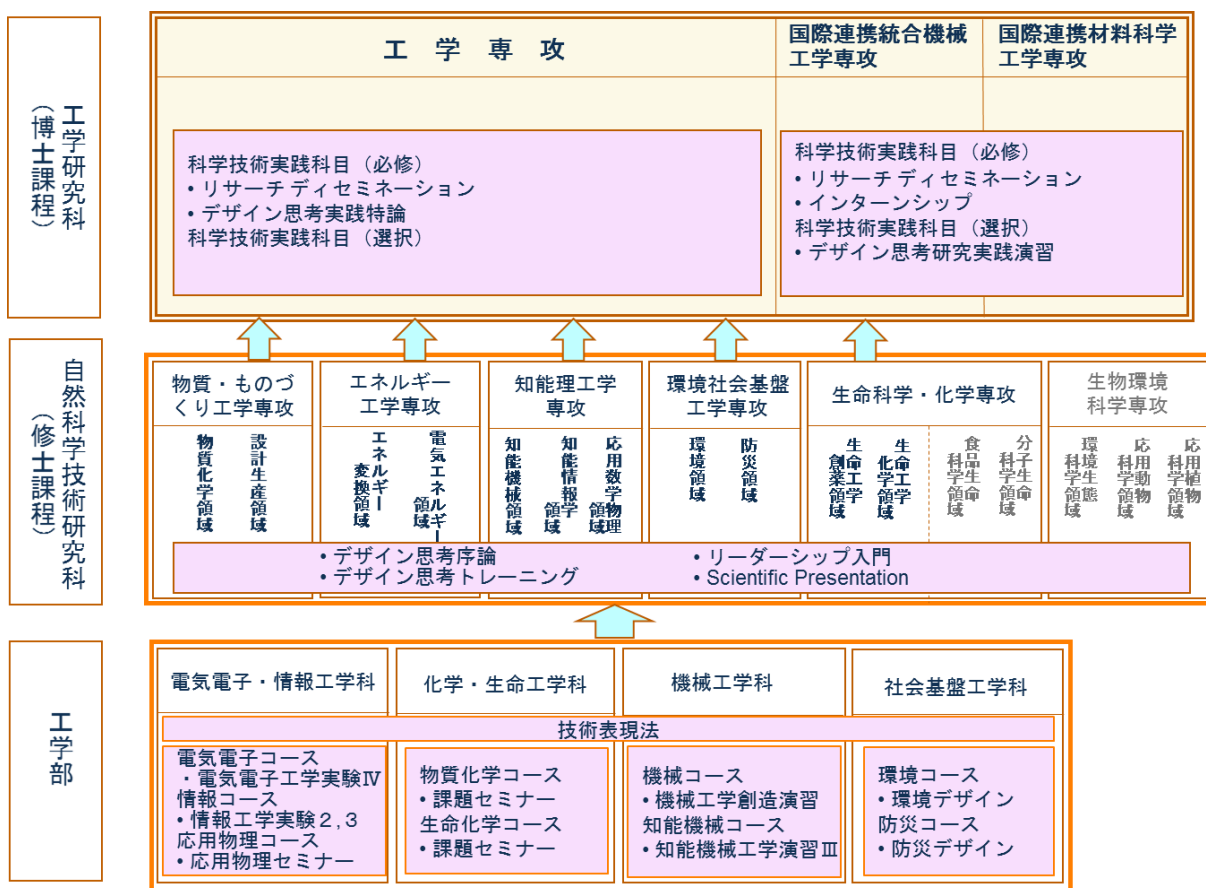 工学研究科
（博士課程）
工学専攻
国際連携統合機械
工学専攻
国際連携材料科学
工学専攻
科学技術実践科目（必修）
• リサーチ ディセミネーション
• デザイン思考実践特論
科学技術実践科目（選択）
科学技術実践科目（必修）
• リサーチ ディセミネーション
• インターンシップ
科学技術実践科目（選択）
• デザイン思考研究実践演習
自然科学技術研究科
（修士課程）
物質・ものづ
くり工学専攻
物質化学領域
設計生産領域
エネルギー
工学専攻
エネルギー
変換領域
電気エネルギー
領域
知能理工学
専攻
知能機械領域
知能情報学
領域
応用数学物理
領域
環境社会基盤
工学専攻
環境領域
防災領域
生命科学・化学専攻
生命工学
創薬領域
生命工学
化学領域
食品生命
科学領域
分子生命
科学領域
生物環境
科学専攻
環境生態
科学領域
応用動物
科学領域
応用植物
科学領域
• デザイン思考序論
• デザイン思考トレーニング
• リーダーシップ入門
• Scientific Presentation
工学部
電気電子・情報工学科
化学・生命工学科
機械工学科
社会基盤工学科
技術表現法
電気電子コース
・電気電子工学実験Ⅳ
情報コース
• 情報工学実験２,３
応用物理コース
• 応用物理セミナー
物質化学コース
• 課題セミナー
生命化学コース
• 課題セミナー
機械コース
• 機械工学創造演習
知能機械コース
• 知能機械工学演習Ⅲ
環境コース
• 環境デザイン
防災コース
• 防災デザイン